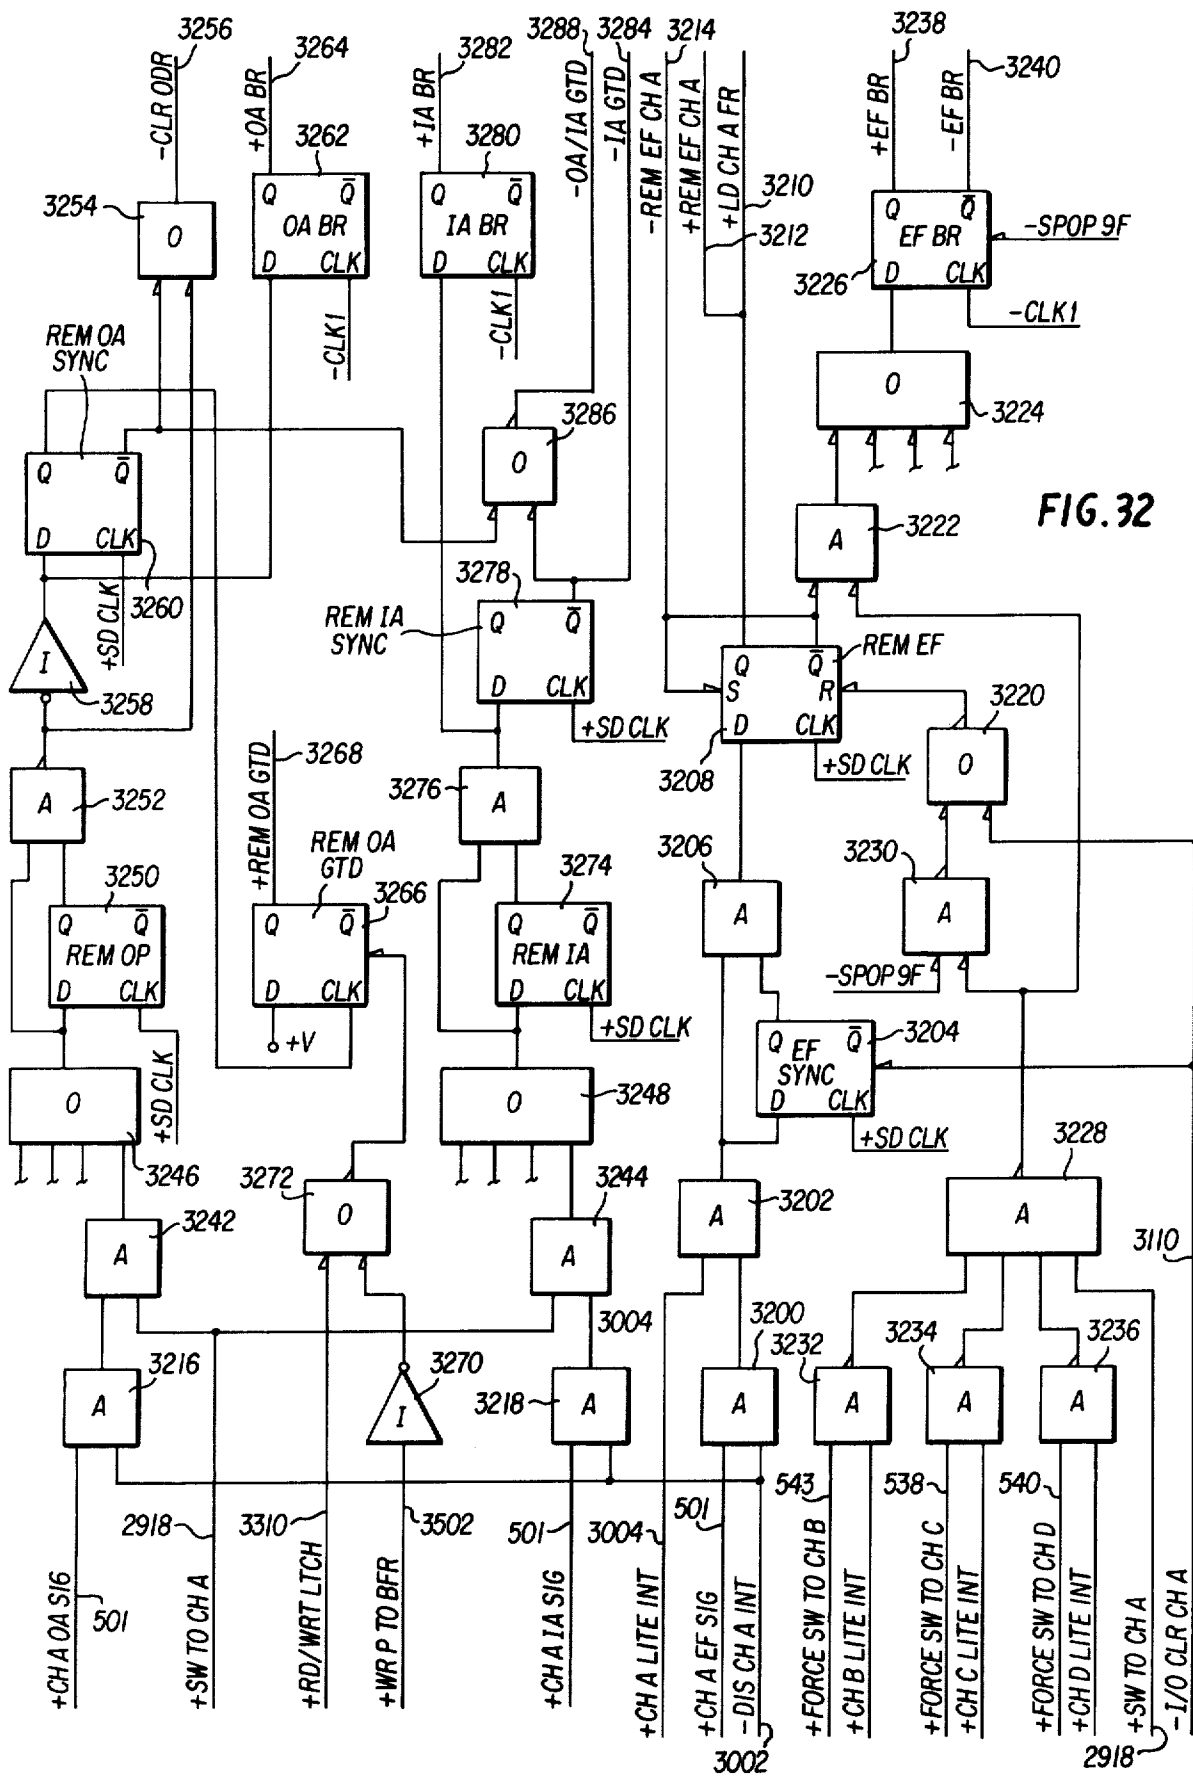 3256
3264
3282
3288
3284
3214
3238
3240
-CLR ODR
+OA BR
+IA BR
-OA/IA GTD
-IA GTD
-REM EF CH A
+REM EF CH A
+LD CH A FR
+EF BR
-EF BR
3254
O
3262
Q Q̅
OA BR
D CLK
-CLK1
3280
Q Q̅
IA BR
D CLK
-CLK1
3210
3212
Q Q̅
EF BR
D CLK
3226
-SPOP 9F
-CLK1
O
3224
REM OA
SYNC
Q Q̅
D CLK
3260
+SD CLK
3286
O
A
3222
FIG. 32
I
3258
3278
REM IA
SYNC
Q Q̅
D CLK
+SD CLK
REM EF
Q Q̅
S R
D CLK
3208
+SD CLK
3220
O
A
3252
3268
+REM OA GTD
3276
A
3206
A
3230
A
-SPOP 9F
3250
Q Q̅
REM OP
D CLK
+SD CLK
REM OA
GTD
3266
Q Q̅
CLK
+V
3274
Q Q̅
REM IA
D CLK
+SD CLK
3204
Q Q̅
EF
SYNC
D CLK
+SD CLK
O
3246
O
3248
3228
A
3242
A
3272
O
3244
A
3202
A
3110
3004
3216
A
3270
I
3218
A
3200
A
3232
A
3234
A
3236
A
501
2918
3310
3502
501
3004
501
3002
543
538
540
2918
+CH A OA SIG
+SW TO CH A
+RD/WRT LTCH
+WRP TO BFR
+CH A IA SIG
+CH A LITE INT
+CH A EF SIG
-DIS CH A INT
+FORCE SW TO CH B
+CH B LITE INT
+FORCE SW TO CH C
+CH C LITE INT
+FORCE SW TO CH D
+CH D LITE INT
+SW TO CH A
-I/O CLR CH A